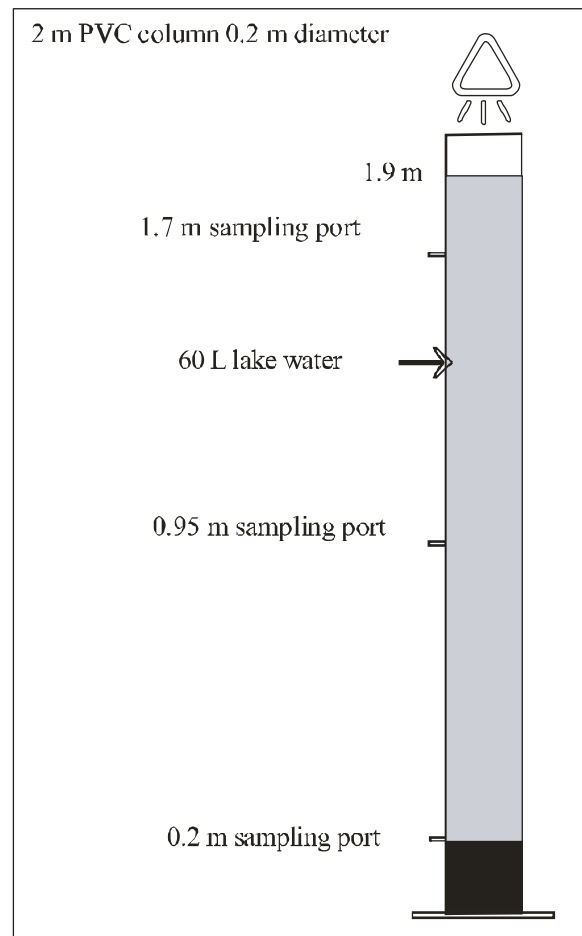 2 m PVC column 0.2 m diameter
1.9 m
1.7 m sampling port
60 L lake water
0.95 m sampling port
0.2 m sampling port